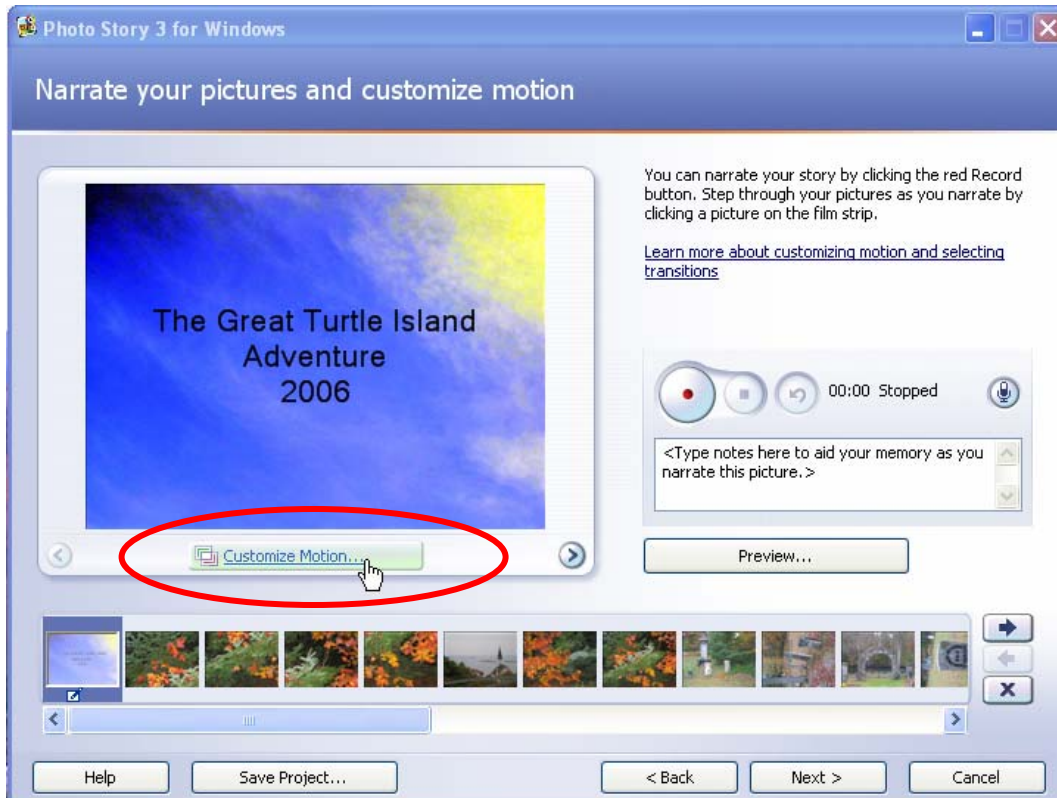 Photo Story 3 for Windows
Narrate your pictures and customize motion
The Great Turtle Island
Adventure
2006
Customize Motion...
You can narrate your story by clicking the red Record
button. Step through your pictures as you narrate by
clicking a picture on the film strip.
Learn more about customizing motion and selecting
transitions
00:00 Stopped
<Type notes here to aid your memory as you
narrate this picture.>
Preview...
Help
Save Project...
< Back
Next >
Cancel